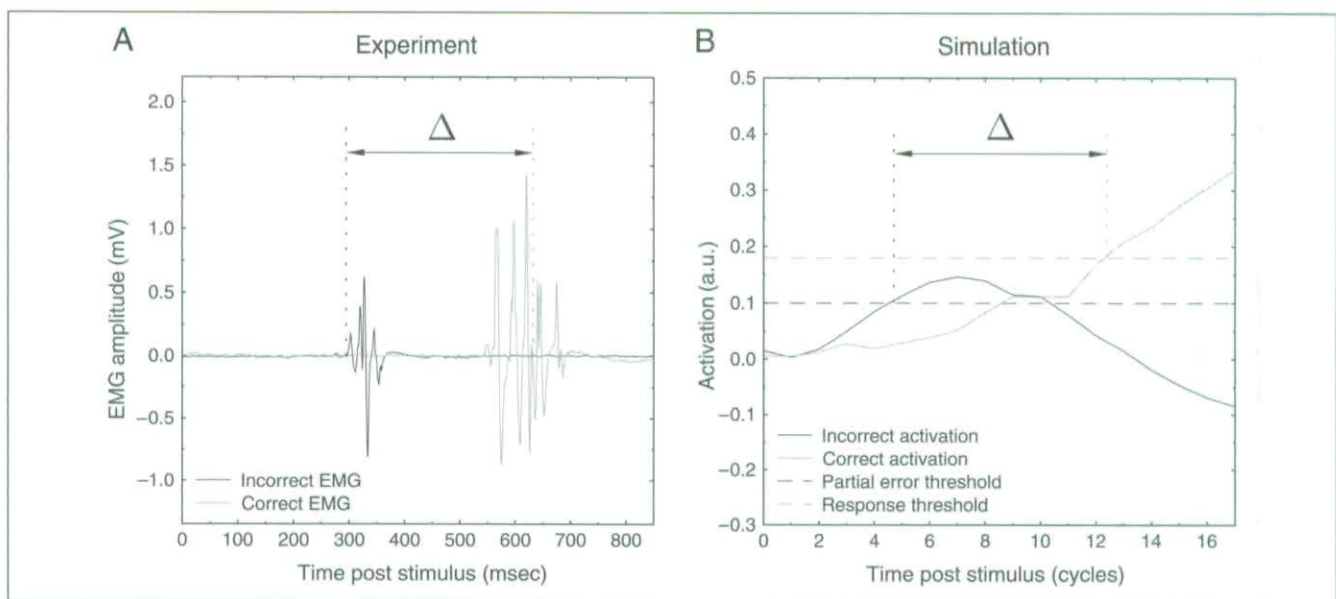 A
Experiment
2.0
1.5
1.0
0.5
0.0
−0.5
−1.0
EMG amplitude (mV)
Δ
Incorrect EMG
Correct EMG
0 100 200 300 400 500 600 700 800
Time post stimulus (msec)
B
Simulation
0.5
0.4
0.3
0.2
0.1
0.0
−0.1
−0.2
−0.3
Activation (a.u.)
Δ
Incorrect activation
Correct activation
Partial error threshold
Response threshold
0 2 4 6 8 10 12 14 16
Time post stimulus (cycles)